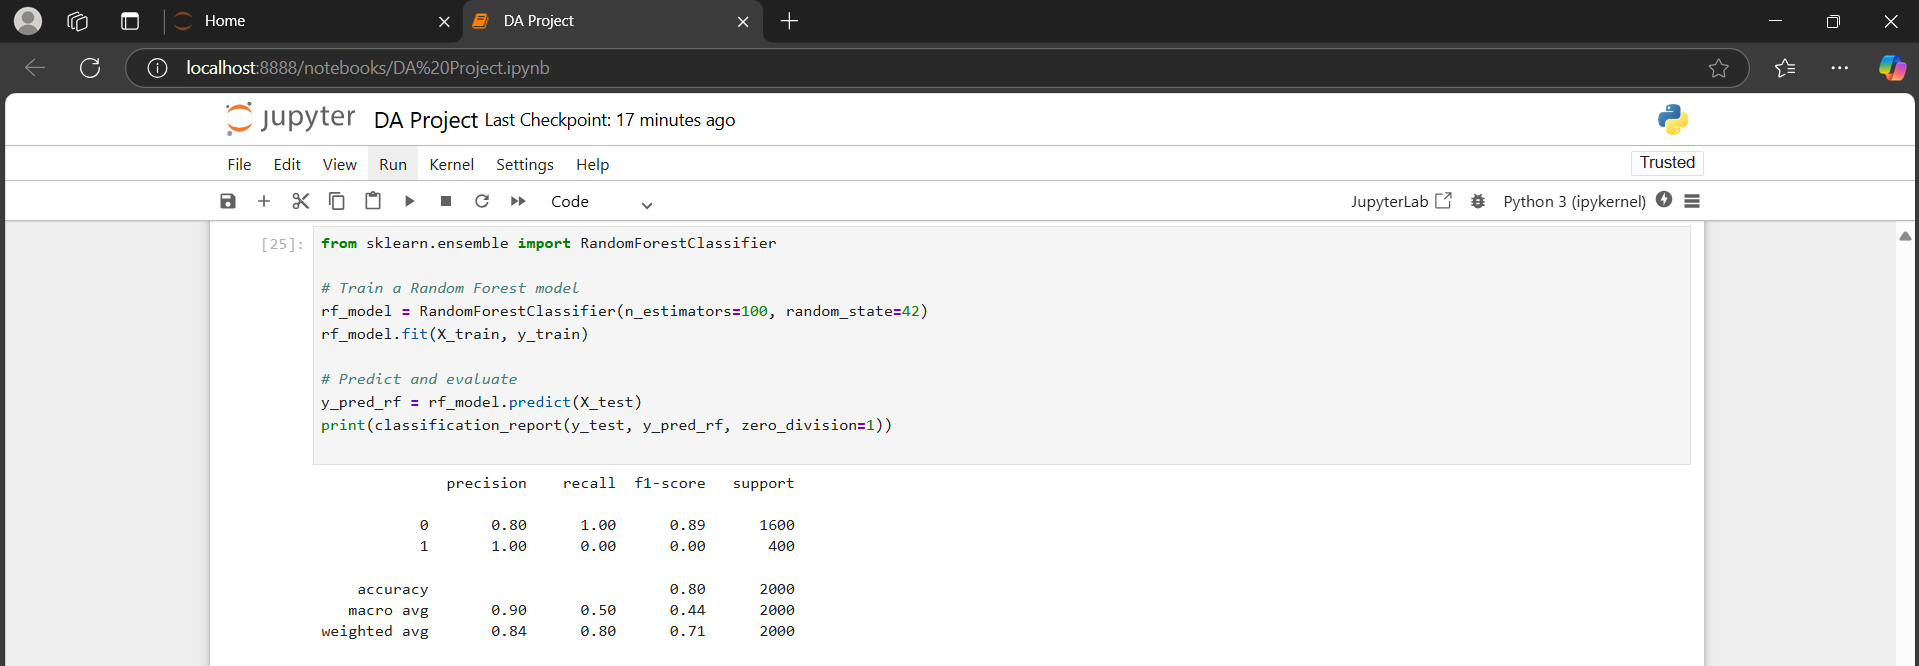 Home
DA Project
localhost:8888/notebooks/DA%20Project.ipynb
jupyter DA Project Last Checkpoint: 17 minutes ago
File Edit View Run Kernel Settings Help
Trusted
Code
JupyterLab Python 3 (ipykernel)
[25]: from sklearn.ensemble import RandomForestClassifier
# Train a Random Forest model
rf_model = RandomForestClassifier(n_estimators=100, random_state=42)
rf_model.fit(X_train, y_train)
# Predict and evaluate
y_pred_rf = rf_model.predict(X_test)
print(classification_report(y_test, y_pred_rf, zero_division=1))
precision recall f1-score support
0 0.80 1.00 0.89 1600
1 1.00 0.00 0.00 400
accuracy 0.80 2000
macro avg 0.90 0.50 0.44 2000
weighted avg 0.84 0.80 0.71 2000